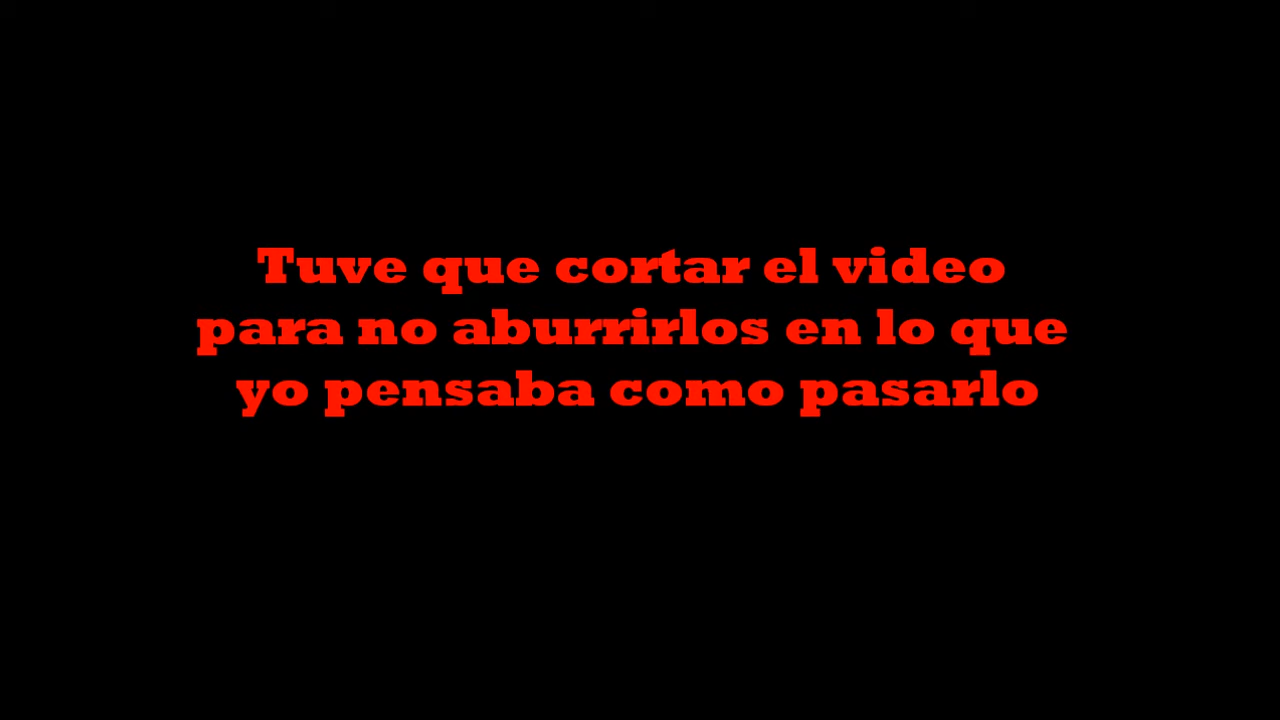 Tuve que cortar el video
para no aburrirlos en lo que
yo pensaba como pasarlo